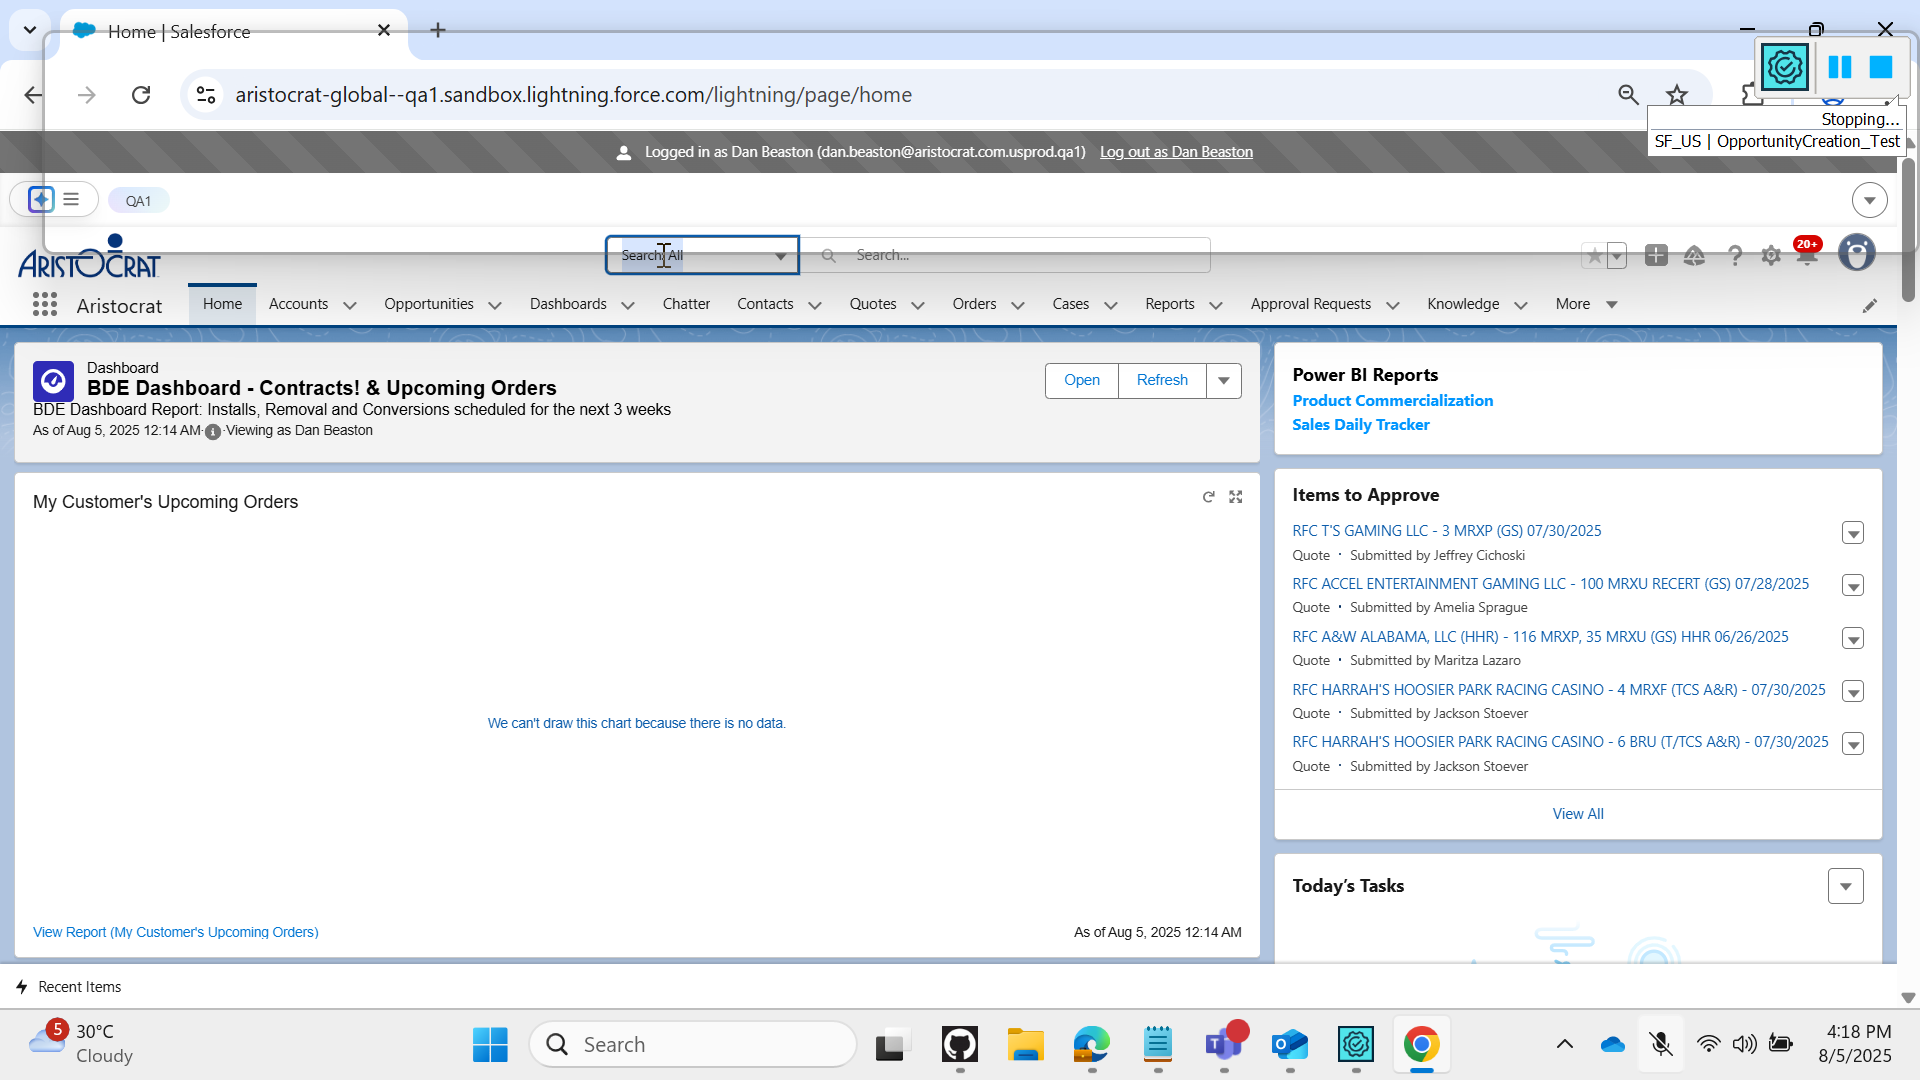 Home | Salesforce
aristocrat-global--qa1.sandbox.lightning.force.com/lightning/page/home
Stopping...
SF_US | OpportunityCreation_Test
Logged in as Dan Beaston (dan.beaston@aristocrat.com.usprod.qa1) Log out as Dan Beaston
QA1
ARISTOCRAT
Search: All
Search...
20+
Aristocrat
Home
Accounts
Opportunities
Dashboards
Chatter
Contacts
Quotes
Orders
Cases
Reports
Approval Requests
Knowledge
More
Dashboard
BDE Dashboard - Contracts! & Upcoming Orders
BDE Dashboard Report: Installs, Removal and Conversions scheduled for the next 3 weeks
As of Aug 5, 2025 12:14 AM·Viewing as Dan Beaston
Open
Refresh
My Customer's Upcoming Orders
We can't draw this chart because there is no data.
View Report (My Customer's Upcoming Orders)
As of Aug 5, 2025 12:14 AM
Power BI Reports
Product Commercialization
Sales Daily Tracker
Items to Approve
RFC T'S GAMING LLC - 3 MRXP (GS) 07/30/2025
Quote · Submitted by Jeffrey Cichoski
RFC ACCEL ENTERTAINMENT GAMING LLC - 100 MRXU RECERT (GS) 07/28/2025
Quote · Submitted by Amelia Sprague
RFC A&W ALABAMA, LLC (HHR) - 116 MRXP, 35 MRXU (GS) HHR 06/26/2025
Quote · Submitted by Maritza Lazaro
RFC HARRAH'S HOOSIER PARK RACING CASINO - 4 MRXF (TCS A&R) - 07/30/2025
Quote · Submitted by Jackson Stoever
RFC HARRAH'S HOOSIER PARK RACING CASINO - 6 BRU (T/TCS A&R) - 07/30/2025
Quote · Submitted by Jackson Stoever
View All
Today's Tasks
Recent Items
5
30°C
Cloudy
Search
4:18 PM
8/5/2025